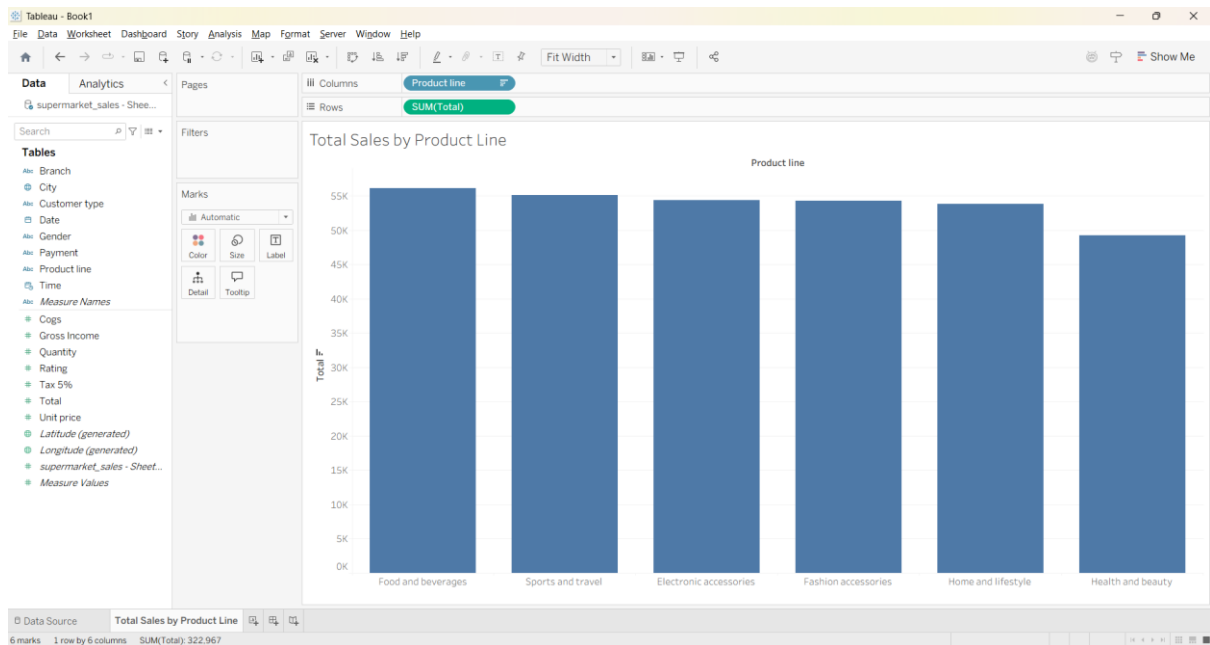 Tableau - Book1
File Data Worksheet Dashboard Story Analysis Map Format Server Window Help
Fit Width
Show Me
Data Analytics
supermarket_sales - Shee...
Search
Tables
Abc Branch
City
Abc Customer type
Date
Abc Gender
Abc Payment
Abc Product line
Time
Abc Measure Names
Cogs
Gross Income
Quantity
Rating
Tax 5%
Total
Unit price
Latitude (generated)
Longitude (generated)
supermarket_sales - Sheet...
Measure Values
Pages
Filters
Marks
Automatic
Color Size Label
Detail Tooltip
Columns Product line
Rows SUM(Total)
Total Sales by Product Line
Product line
Total
55K
50K
45K
40K
35K
30K
25K
20K
15K
10K
5K
0K
Food and beverages Sports and travel Electronic accessories Fashion accessories Home and lifestyle Health and beauty
Data Source Total Sales by Product Line
6 marks 1 row by 6 columns SUM(Total): 322.967